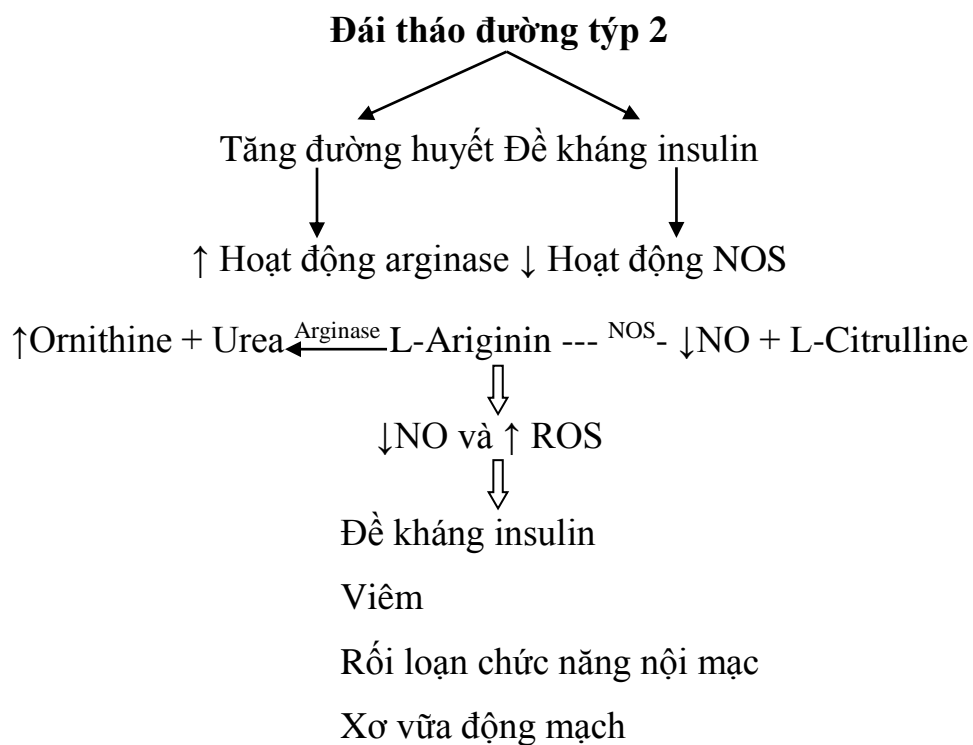 Đái tháo đường týp 2
Tăng đường huyết Đề kháng insulin
↑ Hoạt động arginase ↓ Hoạt động NOS
↑Ornithine + Urea Arginase L-Ariginin --- NOS- ↓NO + L-Citrulline
↓NO và ↑ ROS
Đề kháng insulin
Viêm
Rối loạn chức năng nội mạc
Xơ vữa động mạch